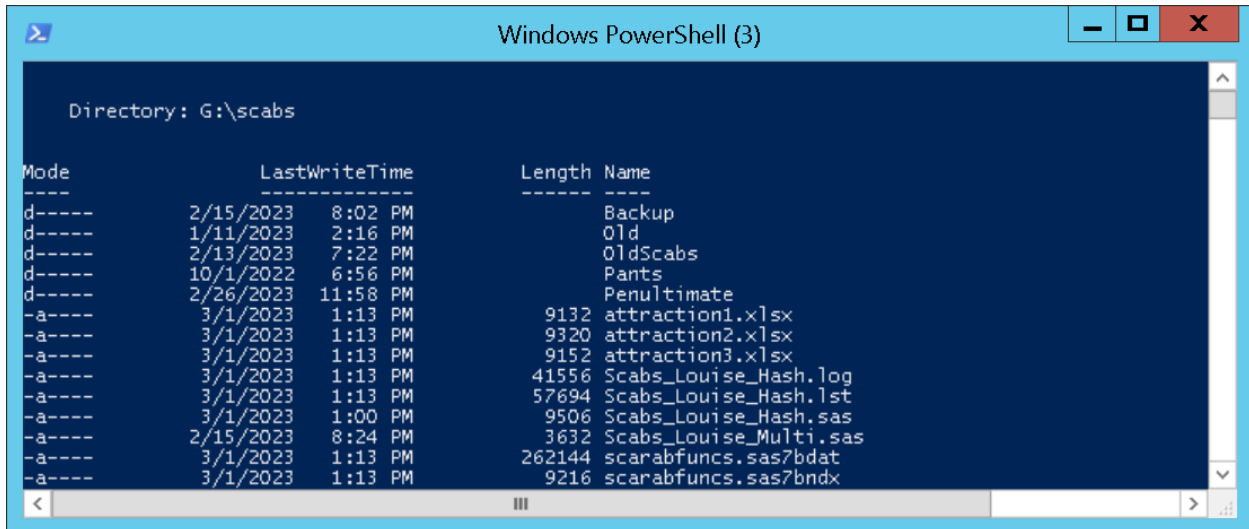 Windows PowerShell (3)
Directory: G:\scabs
Mode LastWriteTime Length Name
---- ------------- ------ ----
d----- 2/15/2023 8:02 PM Backup
d----- 1/11/2023 2:16 PM Old
d----- 2/13/2023 7:22 PM OldScabs
d----- 10/1/2022 6:56 PM Pants
d----- 2/26/2023 11:58 PM Penultimate
-a---- 3/1/2023 1:13 PM 9132 attraction1.xlsx
-a---- 3/1/2023 1:13 PM 9320 attraction2.xlsx
-a---- 3/1/2023 1:13 PM 9152 attraction3.xlsx
-a---- 3/1/2023 1:13 PM 41556 Scabs_Louise_Hash.log
-a---- 3/1/2023 1:13 PM 57694 Scabs_Louise_Hash.lst
-a---- 3/1/2023 1:00 PM 9506 Scabs_Louise_Hash.sas
-a---- 2/15/2023 8:24 PM 3632 Scabs_Louise_Multi.sas
-a---- 3/1/2023 1:13 PM 262144 scarabfuncs.sas7bdat
-a---- 3/1/2023 1:13 PM 9216 scarabfuncs.sas7bndx